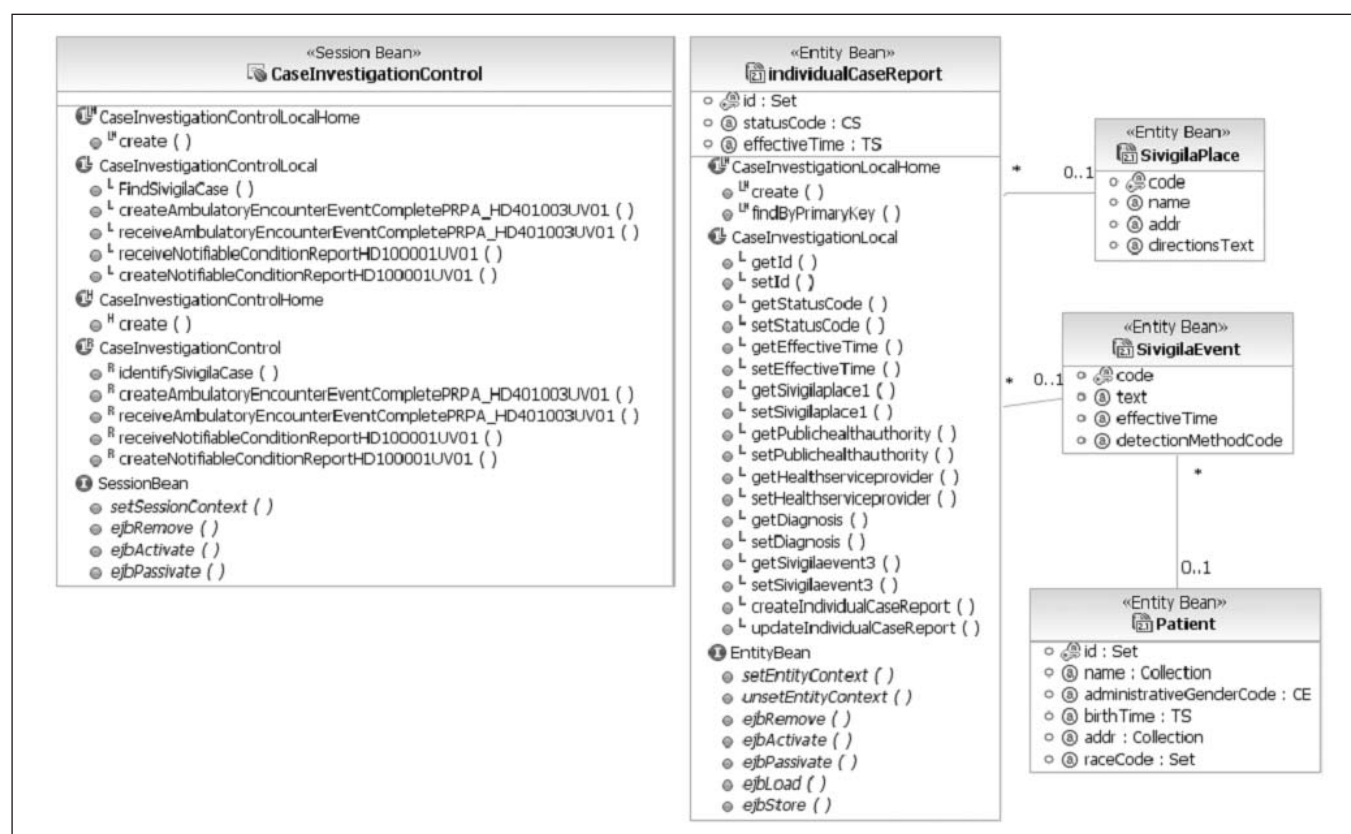 «Session Bean»
CaseInvestigationControl
CaseInvestigationControlLocalHome
LH create ( )
CaseInvestigationControlLocal
L FindSivigilaCase ( )
L createAmbulatoryEncounterEventCompletePRPA_HD401003UV01 ( )
L receiveAmbulatoryEncounterEventCompletePRPA_HD401003UV01 ( )
L receiveNotifiableConditionReportHD100001UV01 ( )
L createNotifiableConditionReportHD100001UV01 ( )
CaseInvestigationControlHome
H create ( )
CaseInvestigationControl
R identifySivigilaCase ( )
R createAmbulatoryEncounterEventCompletePRPA_HD401003UV01 ( )
R receiveAmbulatoryEncounterEventCompletePRPA_HD401003UV01 ( )
R receiveNotifiableConditionReportHD100001UV01 ( )
R createNotifiableConditionReportHD100001UV01 ( )
SessionBean
setSessionContext ( )
ejbRemove ( )
ejbActivate ( )
ejbPassivate ( )
«Entity Bean»
individualCaseReport
id : Set
statusCode : CS
effectiveTime : TS
CaseInvestigationLocalHome
LH create ( )
LH findByPrimaryKey ( )
CaseInvestigationLocal
L getId ( )
L setId ( )
L getStatusCode ( )
L setStatusCode ( )
L getEffectiveTime ( )
L setEffectiveTime ( )
L getSivigilaplace1 ( )
L setSivigilaplace1 ( )
L getPublichealthauthority ( )
L setPublichealthauthority ( )
L getHealthserviceprovider ( )
L setHealthserviceprovider ( )
L getDiagnosis ( )
L setDiagnosis ( )
L getSivigilaevent3 ( )
L setSivigilaevent3 ( )
L createIndividualCaseReport ( )
L updateIndividualCaseReport ( )
EntityBean
setEntityContext ( )
unsetEntityContext ( )
ejbRemove ( )
ejbActivate ( )
ejbPassivate ( )
ejbLoad ( )
ejbStore ( )
* 0..1
«Entity Bean»
SivigilaPlace
code
name
addr
directionsText
* 0..1
«Entity Bean»
SivigilaEvent
code
text
effectiveTime
detectionMethodCode
*
0..1
«Entity Bean»
Patient
id : Set
name : Collection
administrativeGenderCode : CE
birthTime : TS
addr : Collection
raceCode : Set